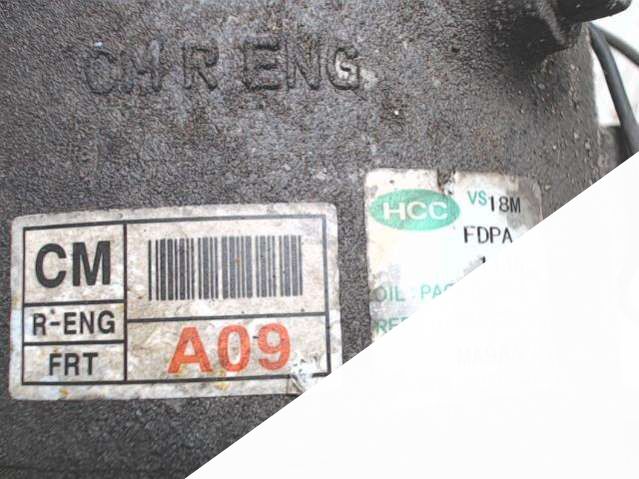 CM R ENG
CM
R-ENG
FRT
A09
HCC
VS18M
FDPA